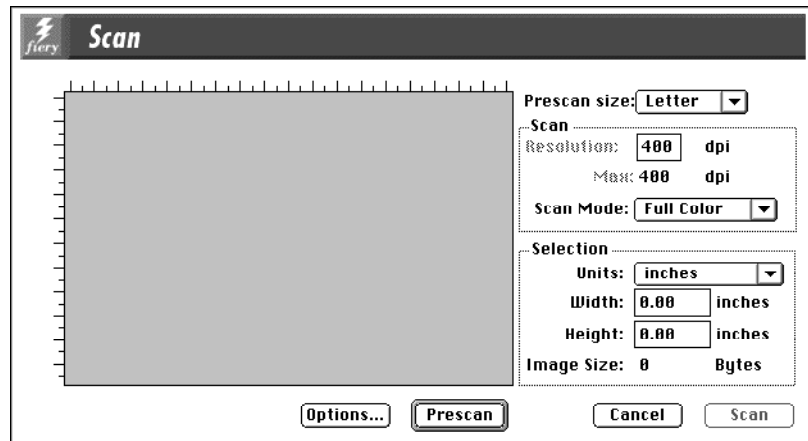 fiery
Scan
Prescan size: Letter
Scan
Resolution: 400 dpi
Max: 400 dpi
Scan Mode: Full Color
Selection
Units: inches
Width: 0.00 inches
Height: 0.00 inches
Image Size: 0 Bytes
Options... Prescan Cancel Scan